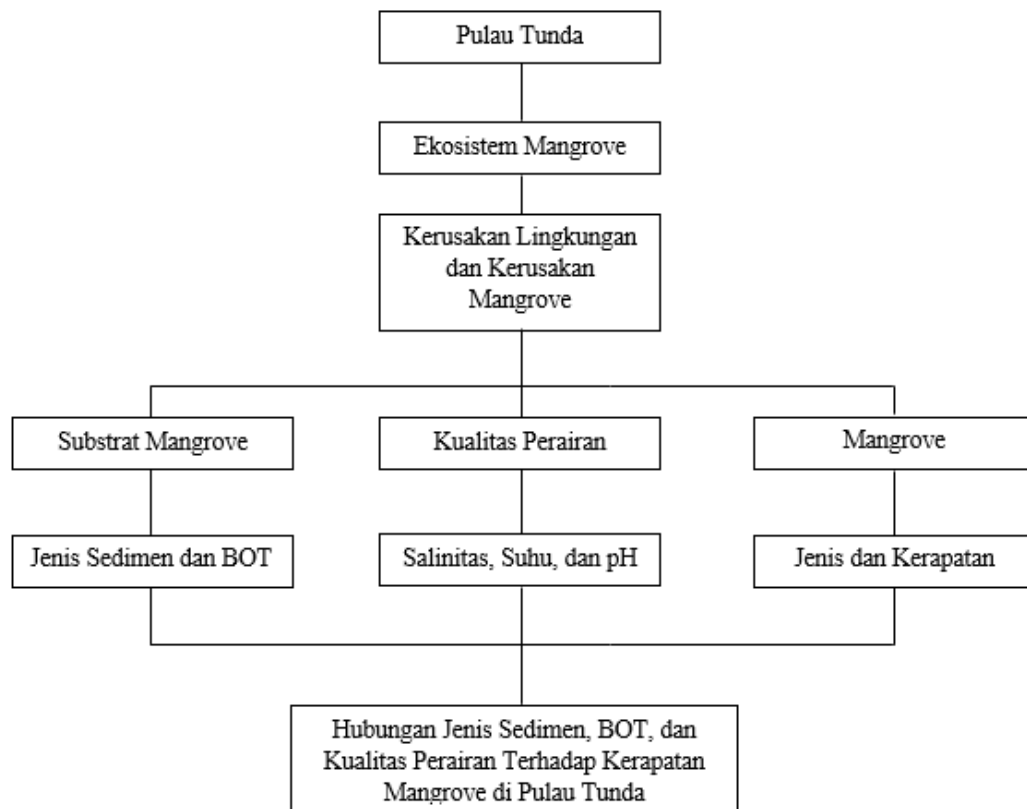 Pulau Tunda
Ekosistem Mangrove
Kerusakan Lingkungan
dan Kerusakan
Mangrove
Substrat Mangrove
Kualitas Perairan
Mangrove
Jenis Sedimen dan BOT
Salinitas, Suhu, dan pH
Jenis dan Kerapatan
Hubungan Jenis Sedimen, BOT, dan
Kualitas Perairan Terhadap Kerapatan
Mangrove di Pulau Tunda